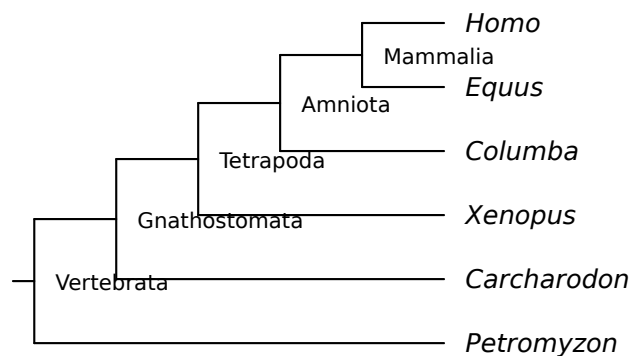 Homo
Mammalia
Equus
Amniota
Columba
Tetrapoda
Xenopus
Gnathostomata
Carcharodon
Vertebrata
Petromyzon